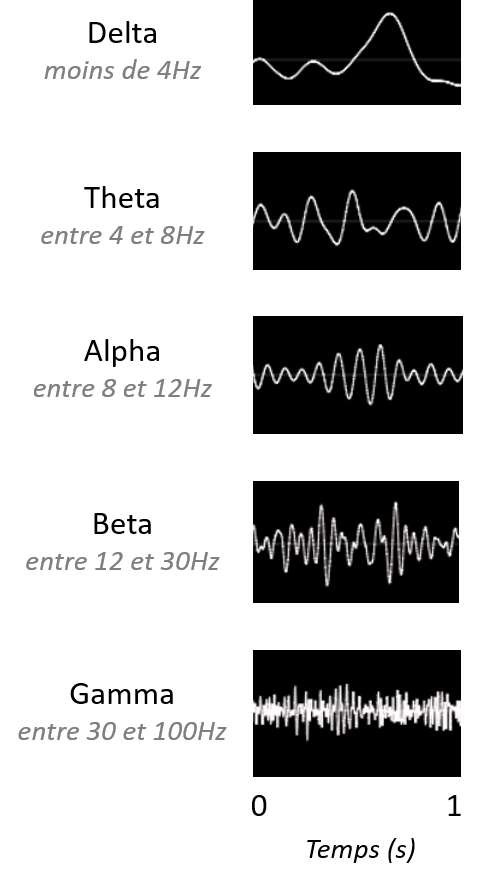 Delta
moins de 4Hz
Theta
entre 4 et 8Hz
Alpha
entre 8 et 12Hz
Beta
entre 12 et 30Hz
Gamma
entre 30 et 100Hz
0 1
Temps (s)